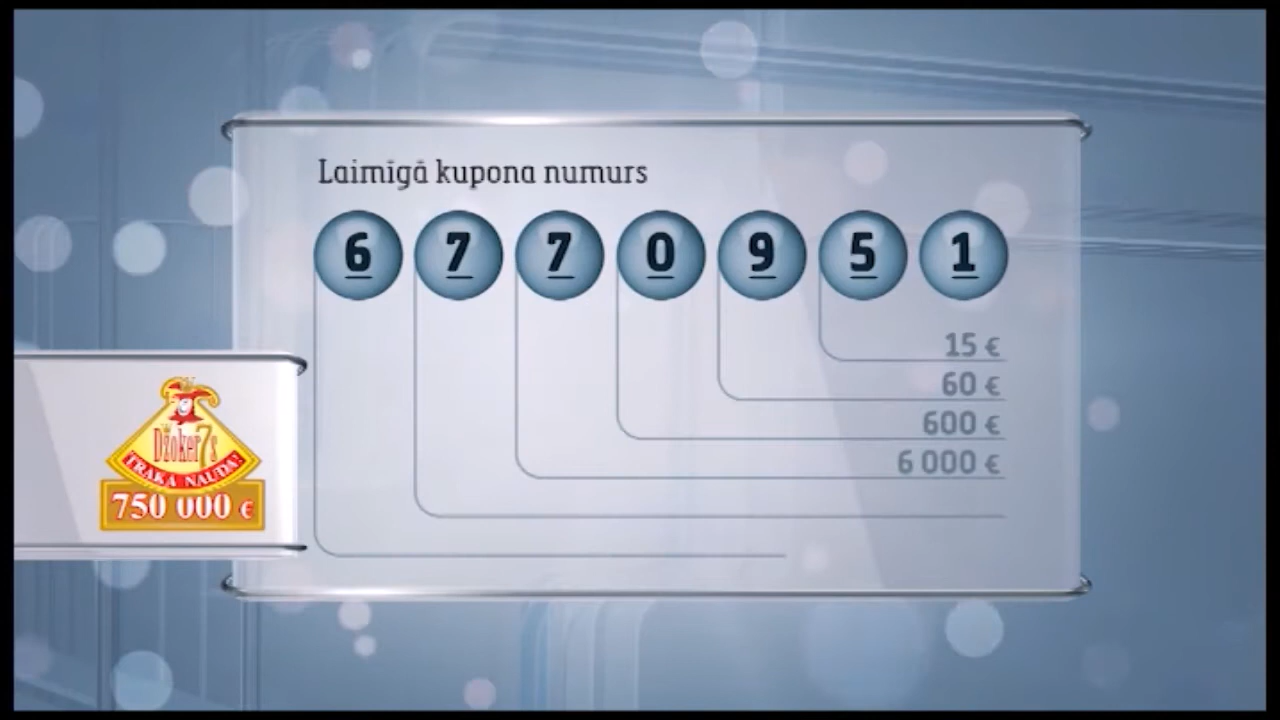 Laimīgā kupona numurs
6 7 7 0 9 5 1
15 €
60 €
600 €
6 000 €
Džoker7s
TRAKA NAUDA!
750 000 €